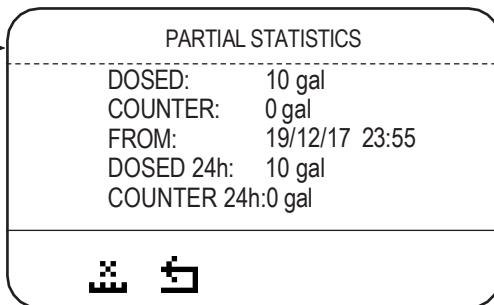 PARTIAL STATISTICS
DOSED: 10 gal
COUNTER: 0 gal
FROM: 19/12/17 23:55
DOSED 24h: 10 gal
COUNTER 24h:0 gal